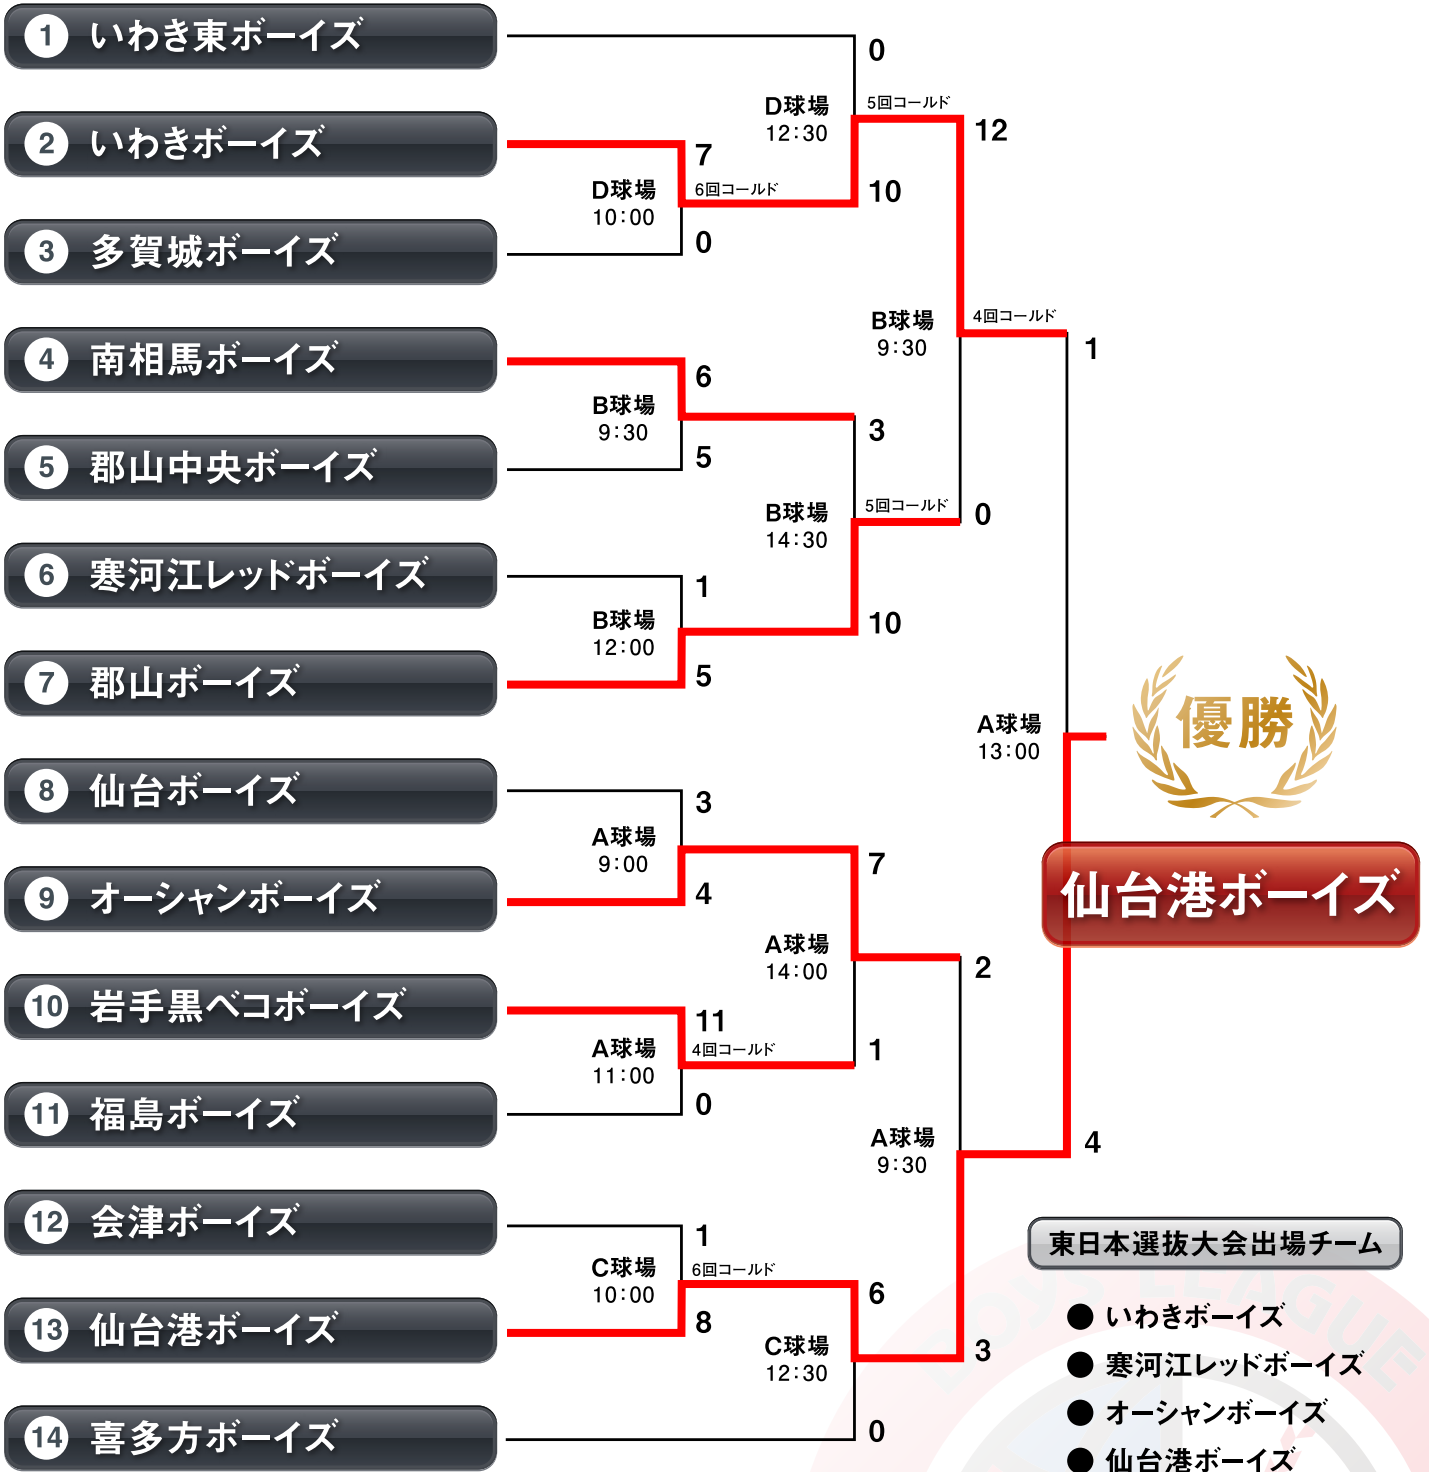 1 いわき東ボーイズ
2 いわきボーイズ
3 多賀城ボーイズ
4 南相馬ボーイズ
5 郡山中央ボーイズ
6 寒河江レッドボーイズ
7 郡山ボーイズ
8 仙台ボーイズ
9 オーシャンボーイズ
10 岩手黒べコボーイズ
11 福島ボーイズ
12 会津ボーイズ
13 仙台港ボーイズ
14 喜多方ボーイズ
7
D球場
10:00
6回コールド
0
6
B球場
9:30
5
1
B球場
12:00
5
3
A球場
9:00
4
11
A球場
11:00
4回コールド
0
1
C球場
10:00
6回コールド
8
0
D球場
12:30
5回コールド
10
3
B球場
14:30
5回コールド
10
7
A球場
14:00
1
6
C球場
12:30
0
12
B球場
9:30
4回コールド
0
2
A球場
9:30
3
1
A球場
13:00
4
優勝
仙台港ボーイズ
東日本選抜大会出場チーム
● いわきボーイズ
● 寒河江レッドボーイズ
● オーシャンボーイズ
● 仙台港ボーイズ
BOYS LEAGUE